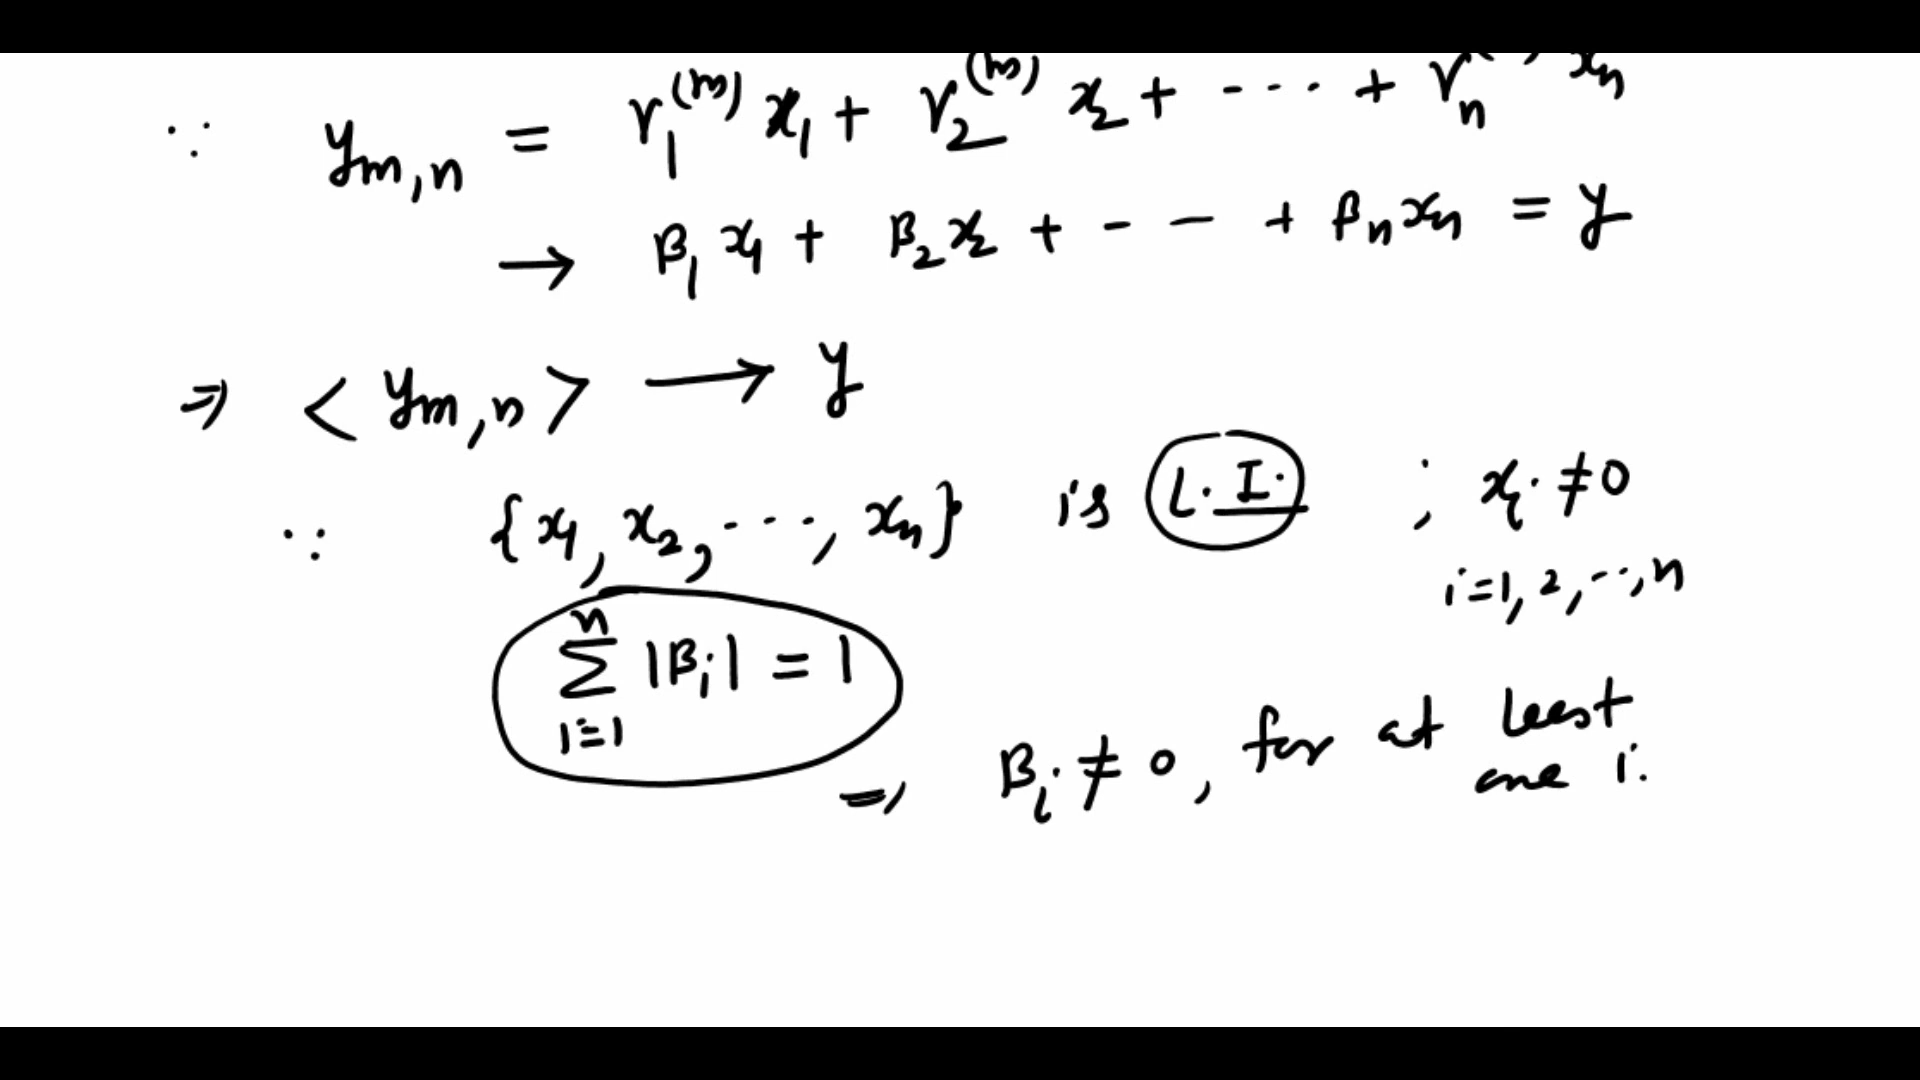 ∵ y_{m,n} = γ_1^{(m)} x_1 + γ_2^{(m)} x_2 + - - - + γ_n x_n
→ β_1 x_1 + β_2 x_2 + - - + β_n x_n = y
⇒ < y_{m,n} > ⟶ y
∵ {x_1, x_2, ..., x_n} is L.I. ; x_i ≠ 0
i=1, 2, .., n
\sum_{i=1}^{n} |β_i| = 1
⇒ β_i ≠ 0, for at least
one i.